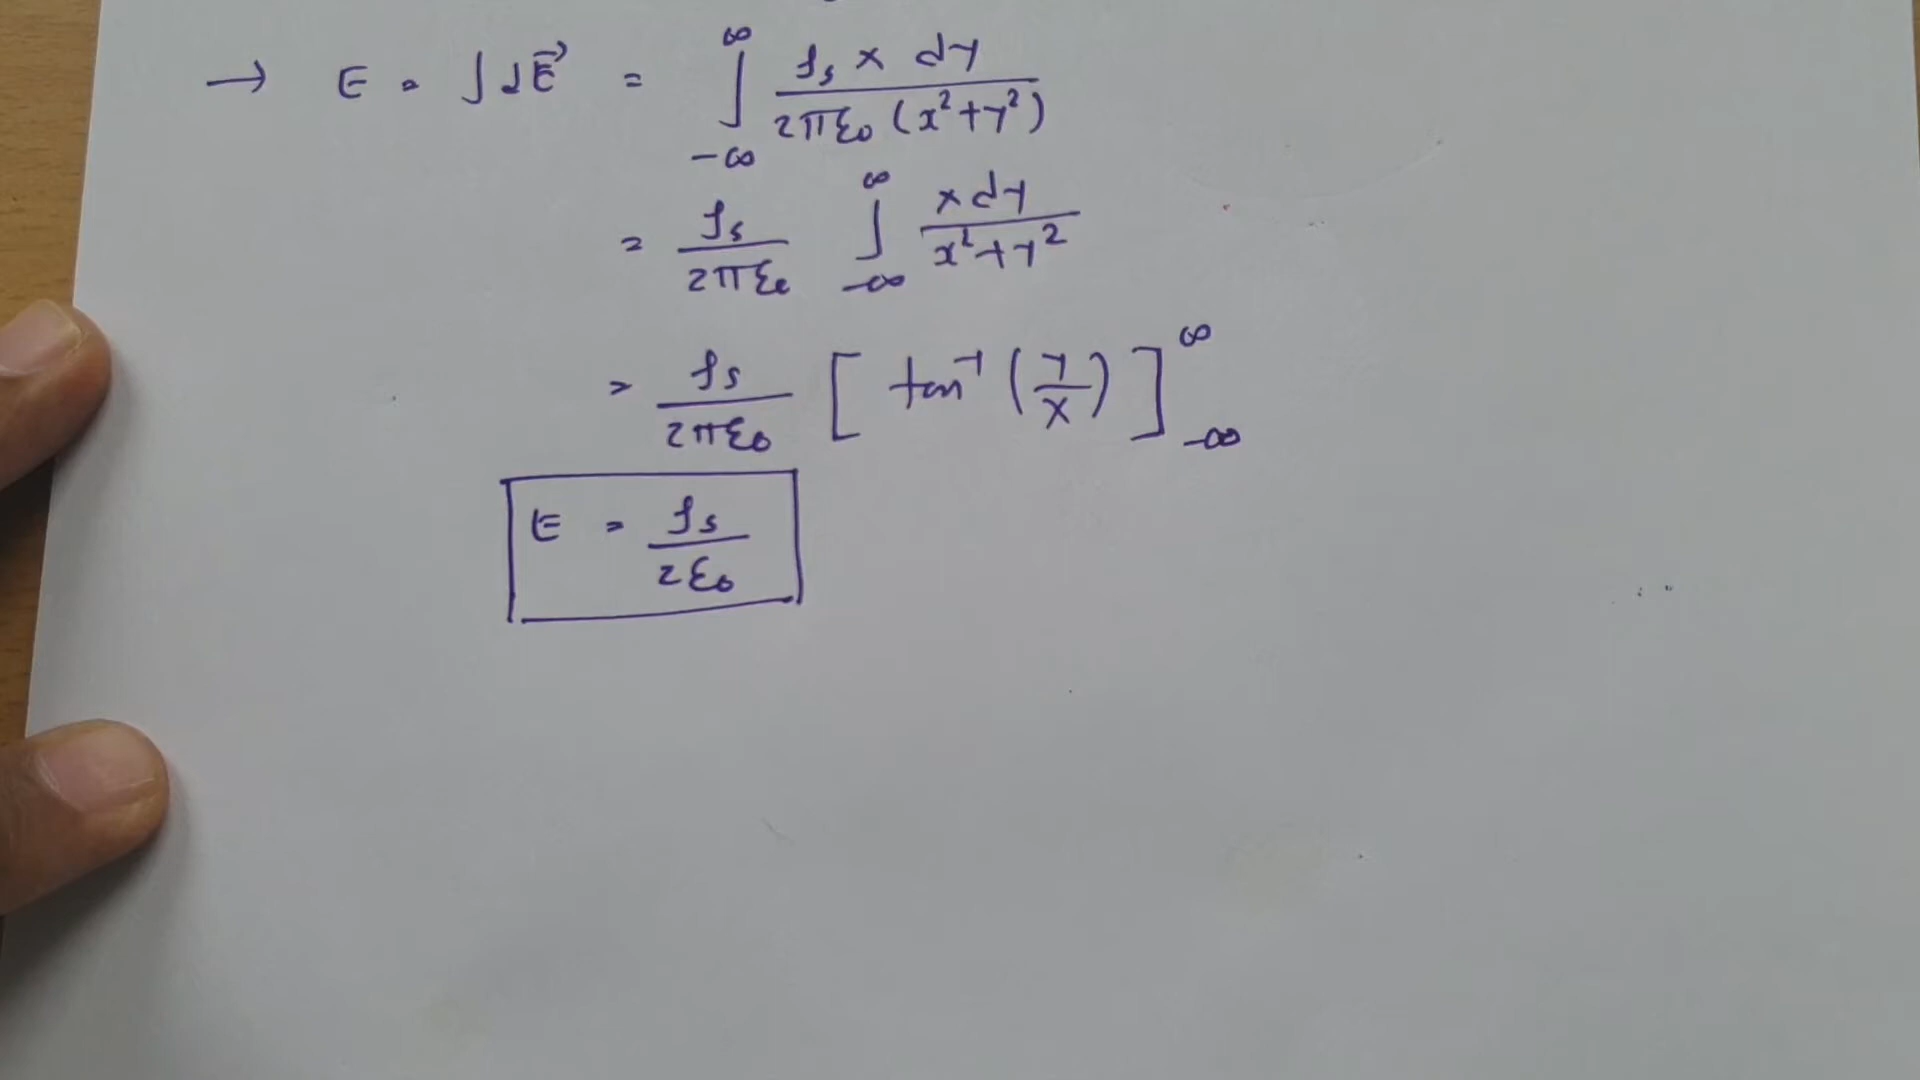 → E = ∫ dE⃗ = ∫_{-∞}^{∞} ρs x dy / 2πε0 (x²+y²)
= ρs / 2πε0 ∫_{-∞}^{∞} x dy / x²+y²
= ρs / 2πε0 [ tan⁻¹ (y/x) ]_{-∞}^{∞}
E = ρs / 2ε0